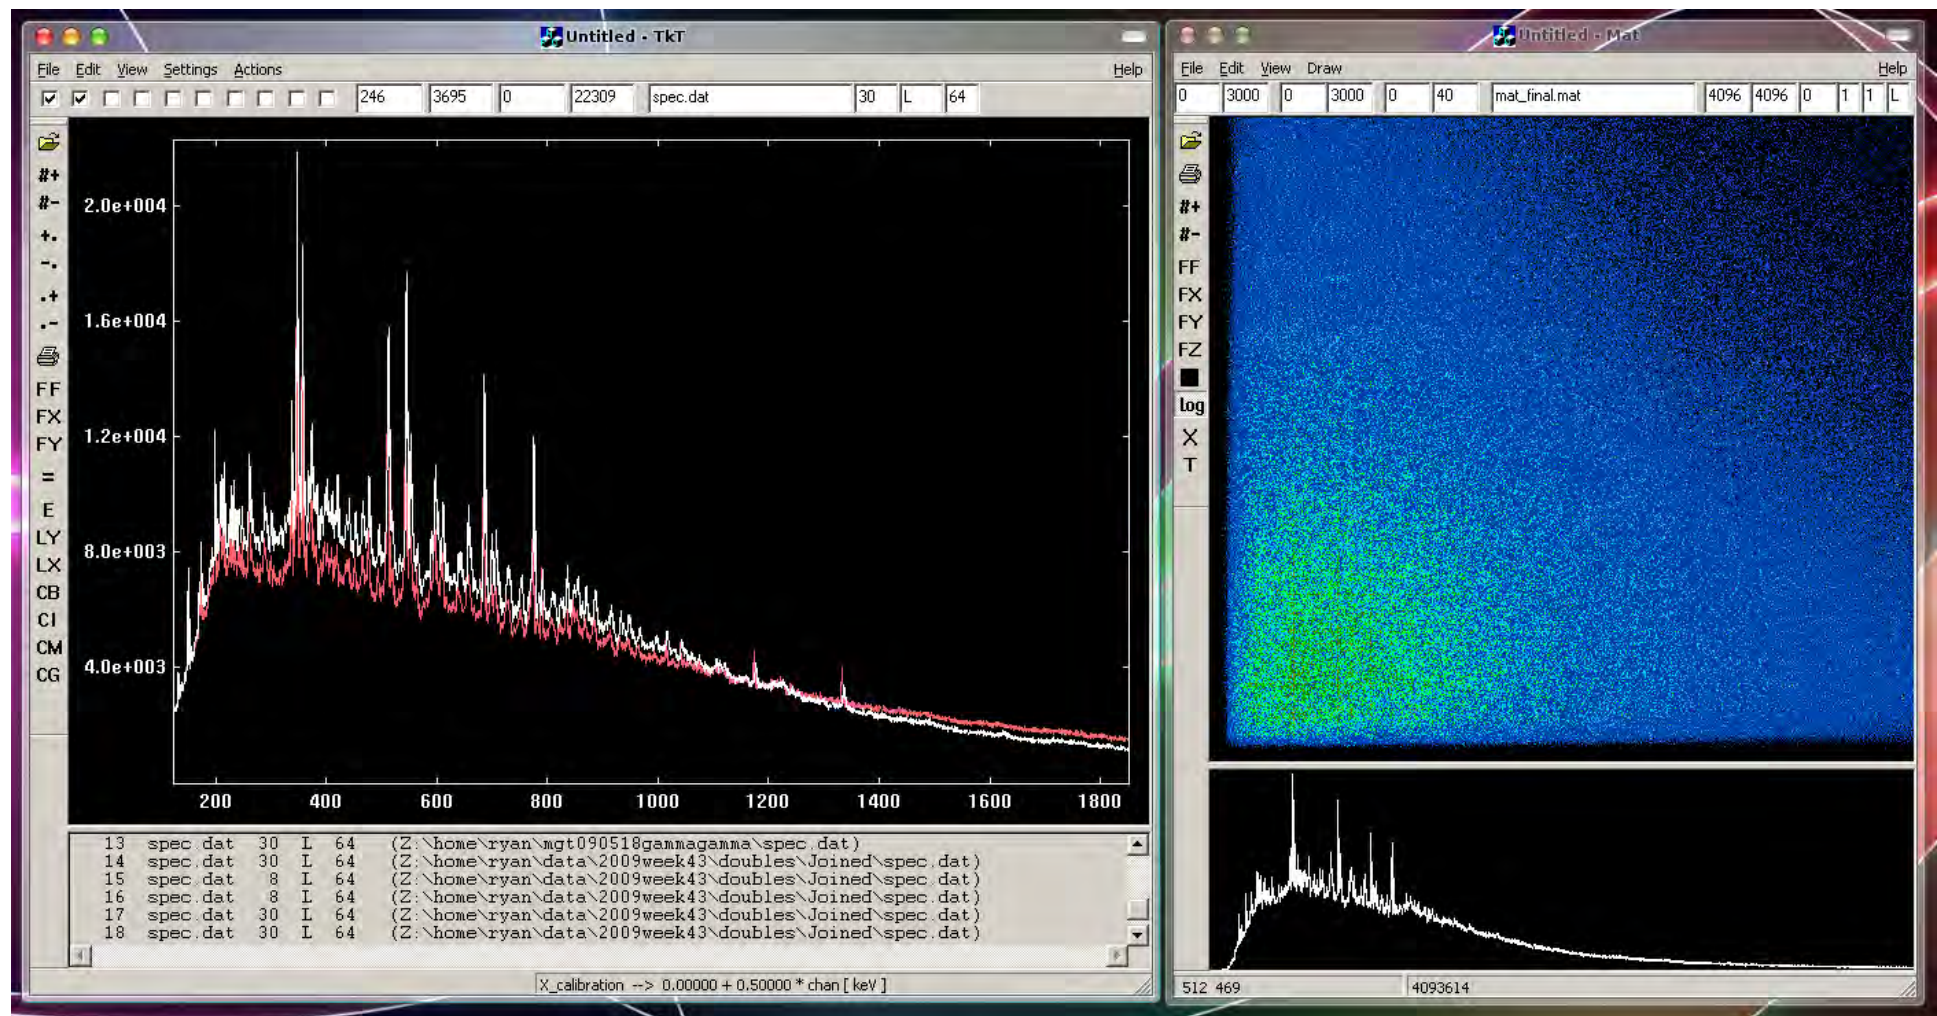 Untitled - TkT
File Edit View Settings Actions Help
246 3695 0 22309 spec.dat 30 L 64
#+
#-
+.
-.
.+
.-
FF
FX
FY
=
E
LY
LX
CB
CI
CM
CG
2.0e+004
1.6e+004
1.2e+004
8.0e+003
4.0e+003
200 400 600 800 1000 1200 1400 1600 1800
13 spec.dat 30 L 64 (Z:\home\ryan\mgt090518gammagamma\spec.dat)
14 spec.dat 30 L 64 (Z:\home\ryan\data\2009week43\doubles\Joined\spec.dat)
15 spec.dat 8 L 64 (Z:\home\ryan\data\2009week43\doubles\Joined\spec.dat)
16 spec.dat 8 L 64 (Z:\home\ryan\data\2009week43\doubles\Joined\spec.dat)
17 spec.dat 30 L 64 (Z:\home\ryan\data\2009week43\doubles\Joined\spec.dat)
18 spec.dat 30 L 64 (Z:\home\ryan\data\2009week43\doubles\Joined\spec.dat)
X_calibration --> 0.00000 + 0.50000 * chan [ keV ]
Untitled - Mat
File Edit View Draw Help
0 3000 0 3000 0 40 mat_final.mat 4096 4096 0 1 1 L
#+
#-
FF
FX
FY
FZ
log
X
T
512 469 4093614